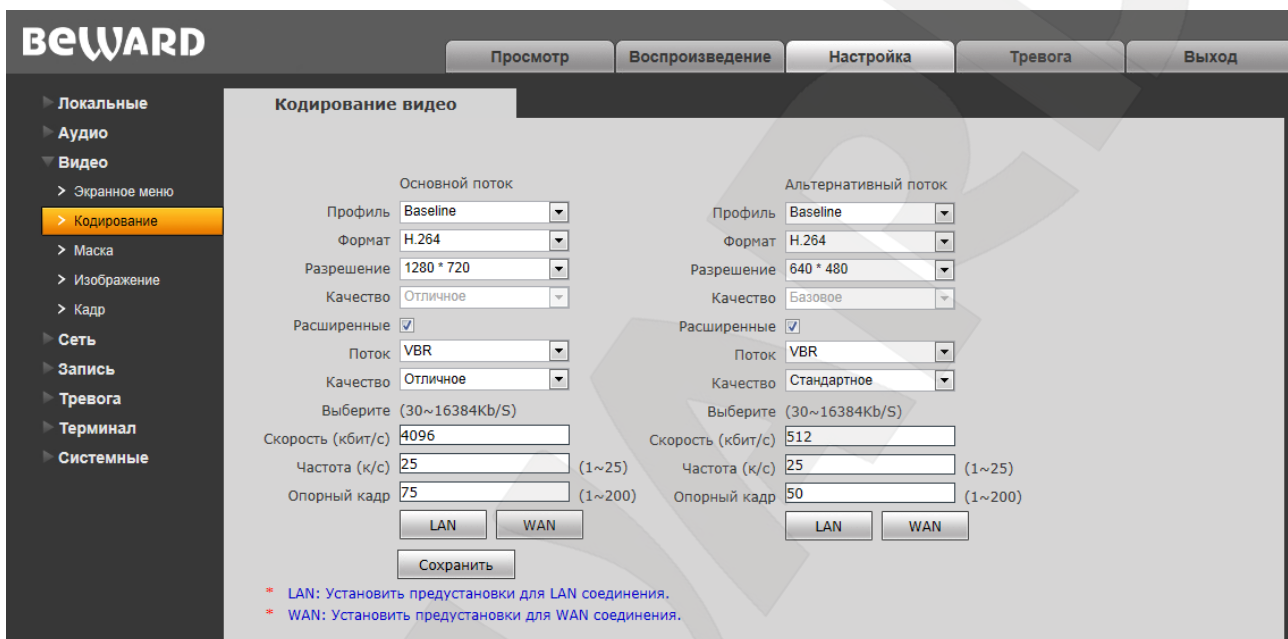 BEWARD
Просмотр Воспроизведение Настройка Тревога Выход
Локальные
Аудио
Видео
> Экранное меню
> Кодирование
> Маска
> Изображение
> Кадр
Сеть
Запись
Тревога
Терминал
Системные
Кодирование видео
Основной поток
Профиль Baseline
Формат H.264
Разрешение 1280 * 720
Качество Отличное
Расширенные
Поток VBR
Качество Отличное
Выберите (30~16384Kb/S)
Скорость (кбит/с) 4096
Частота (к/с) 25 (1~25)
Опорный кадр 75 (1~200)
LAN WAN
Сохранить
Альтернативный поток
Профиль Baseline
Формат H.264
Разрешение 640 * 480
Качество Базовое
Расширенные
Поток VBR
Качество Стандартное
Выберите (30~16384Kb/S)
Скорость (кбит/с) 512
Частота (к/с) 25 (1~25)
Опорный кадр 50 (1~200)
LAN WAN
* LAN: Установить предустановки для LAN соединения.
* WAN: Установить предустановки для WAN соединения.